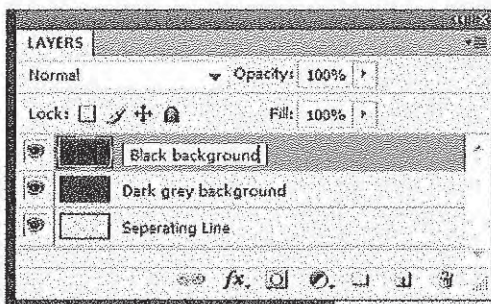 LAYERS
Normal Opacity: 100%
Lock: Fill: 100%
Black background
Dark grey background
Seperating Line
fx.